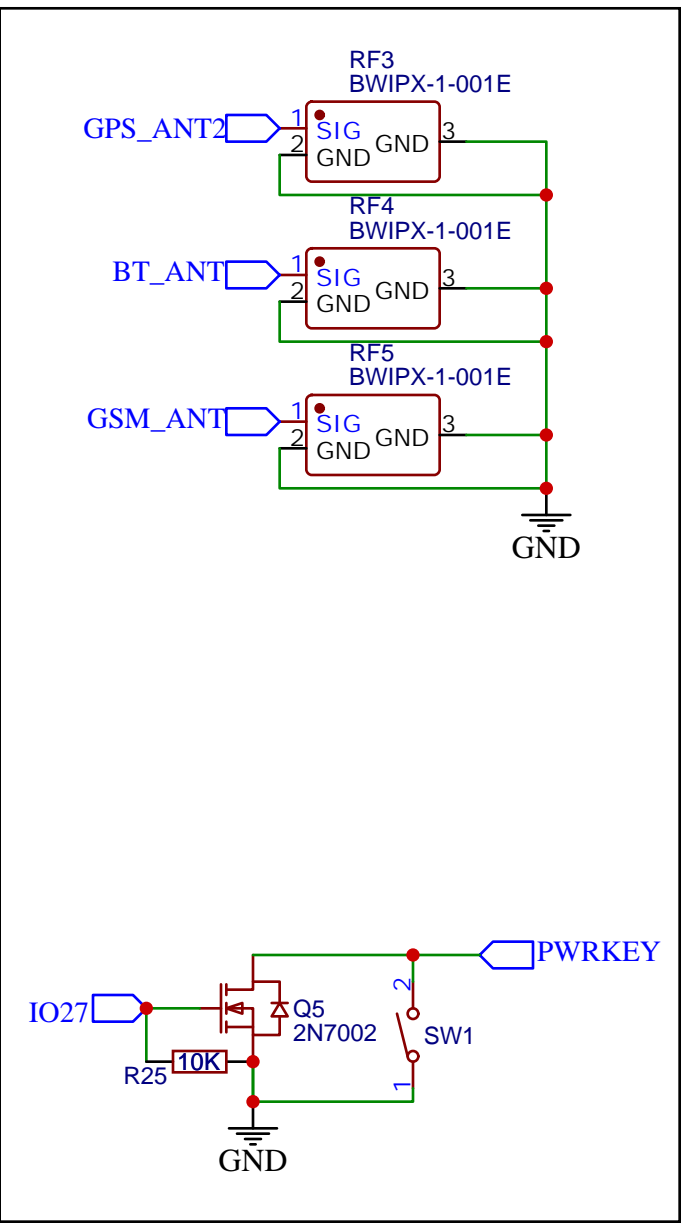 RF3
BWIPX-1-001E
GPS_ANT2
1
SIG
2
GND
GND
3
RF4
BWIPX-1-001E
BT_ANT
1
SIG
2
GND
GND
3
RF5
BWIPX-1-001E
GSM_ANT
1
SIG
2
GND
GND
3
GND
PWRKEY
2
IO27
Q5
2N7002
SW1
R25
10K
1
GND